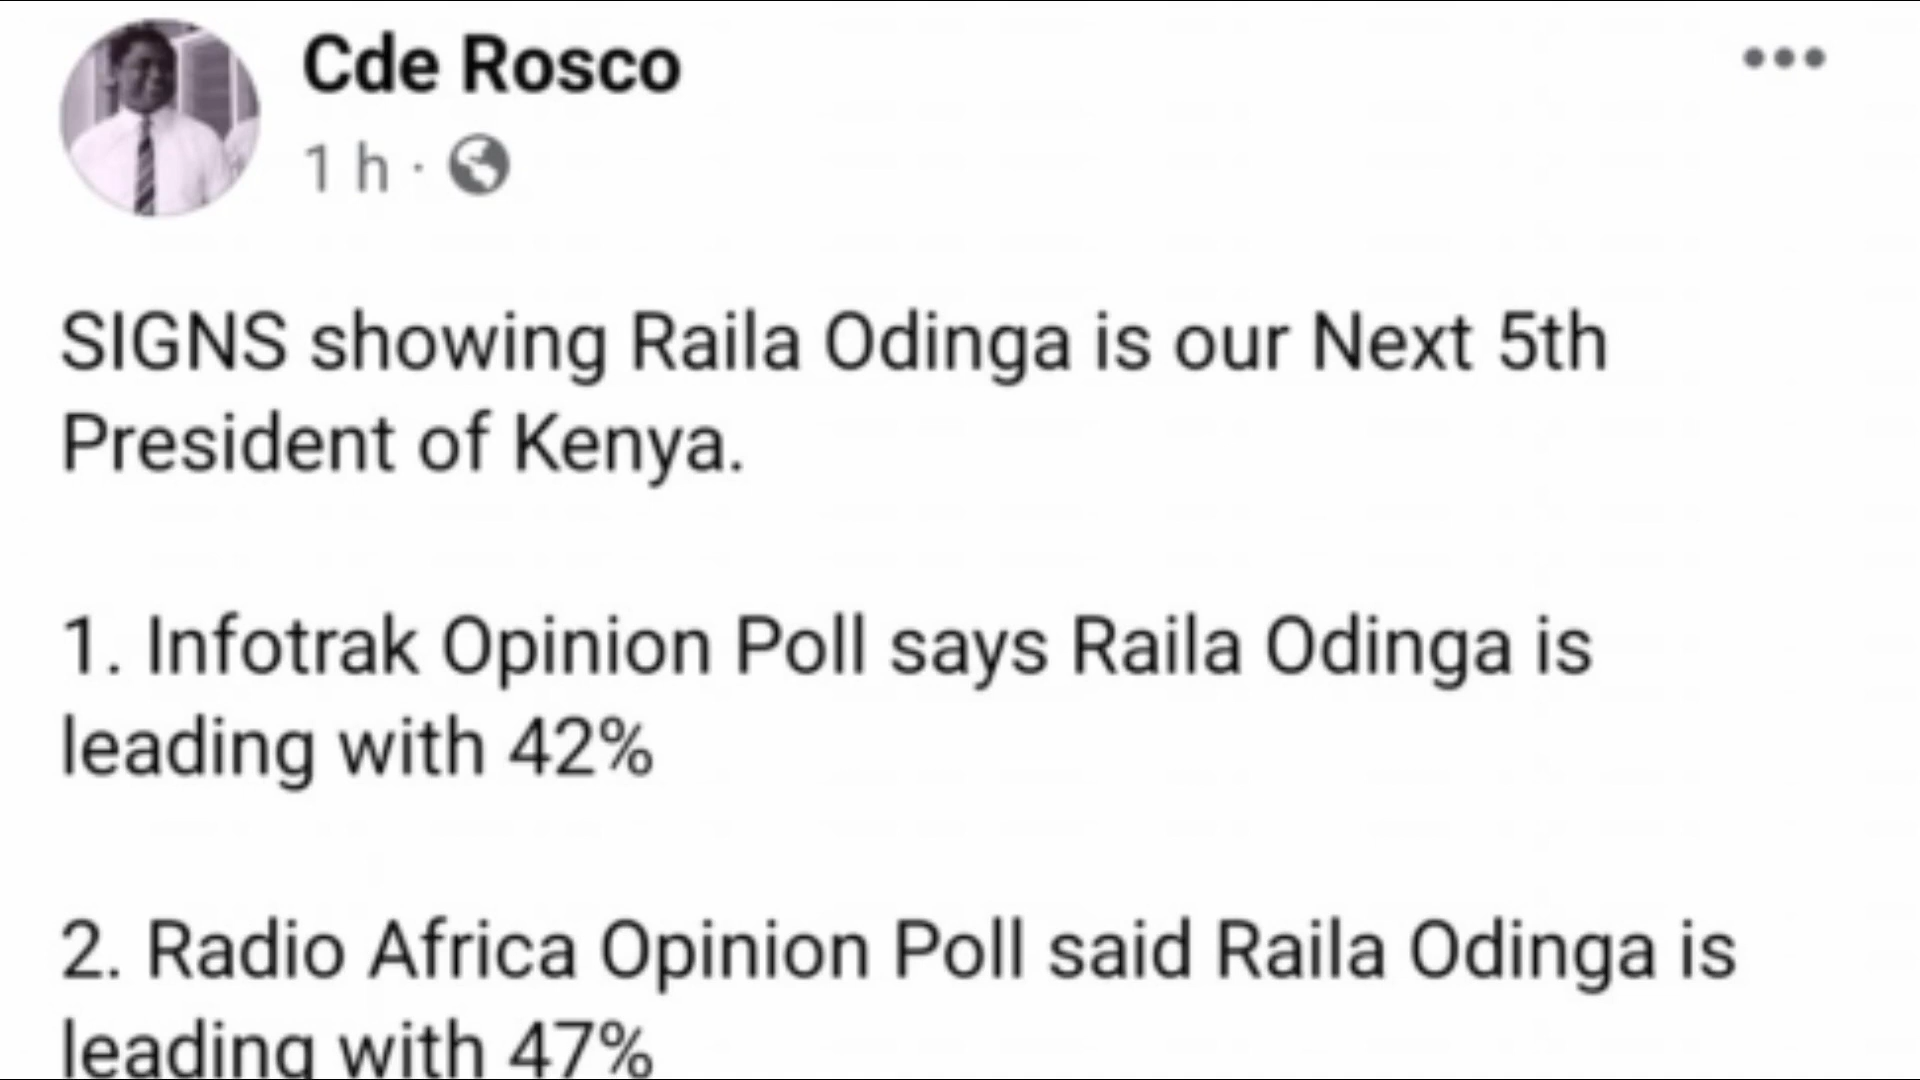 Cde Rosco
1 h ·
SIGNS showing Raila Odinga is our Next 5th
President of Kenya.
1. Infotrak Opinion Poll says Raila Odinga is
leading with 42%
2. Radio Africa Opinion Poll said Raila Odinga is
leading with 47%